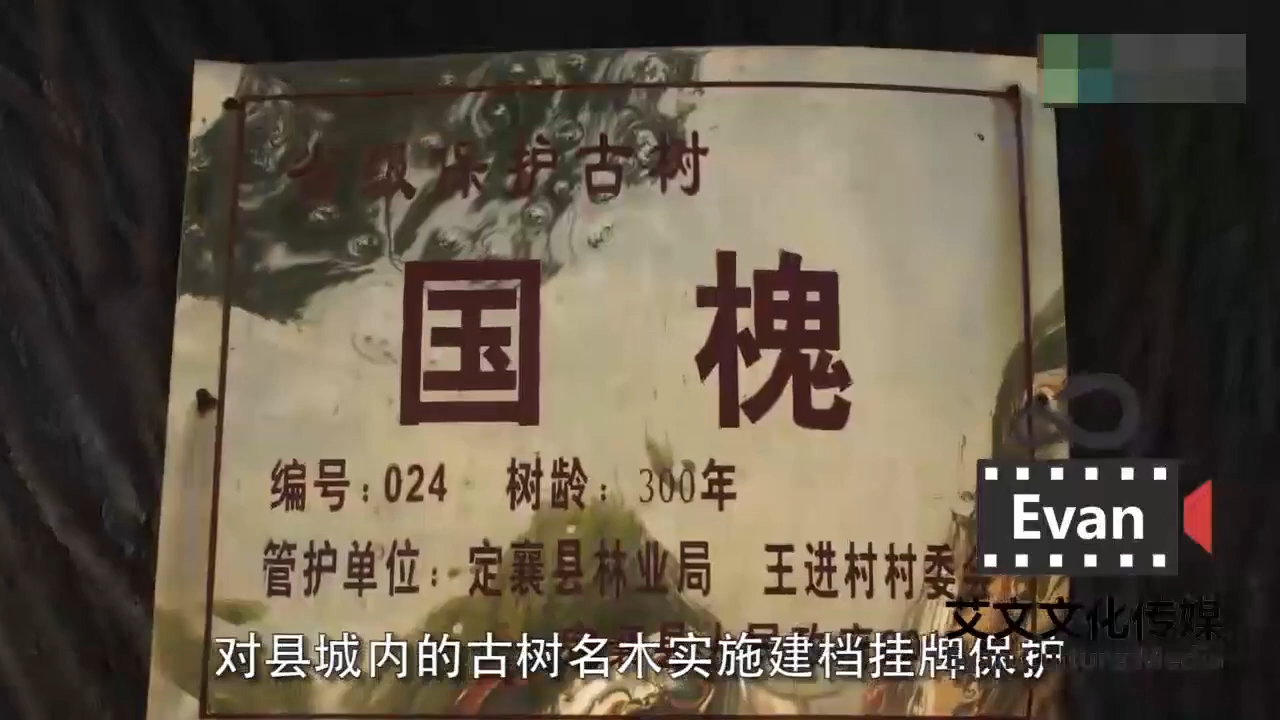 省级保护古树
国槐
编号：024 树龄：300年
管护单位：定襄县林业局 王进村村委会
对县城内的古树名木实施建档挂牌保护
Evan
艾文文化传媒